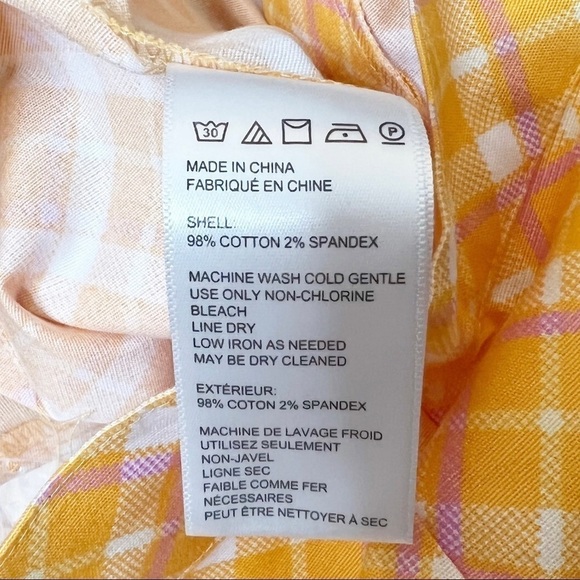 30
P
MADE IN CHINA
FABRIQUÉ EN CHINE
SHELL:
98% COTTON 2% SPANDEX
MACHINE WASH COLD GENTLE
USE ONLY NON-CHLORINE
BLEACH
LINE DRY
LOW IRON AS NEEDED
MAY BE DRY CLEANED
EXTÉRIEUR:
98% COTTON 2% SPANDEX
MACHINE DE LAVAGE FROID
UTILISEZ SEULEMENT
NON-JAVEL
LIGNE SEC
FAIBLE COMME FER
NÉCESSAIRES
PEUT ÊTRE NETTOYER À SEC